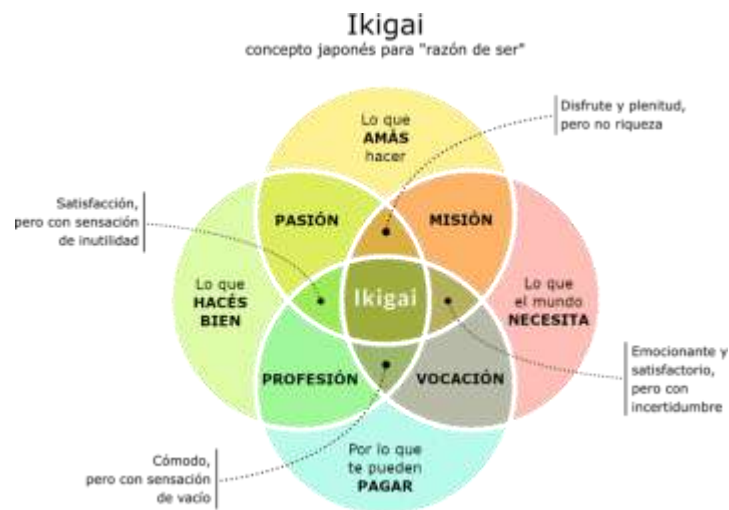 Ikigai
concepto japonés para "razón de ser"
Disfrute y plenitud,
pero no riqueza
Lo que
AMÁS
hacer
Satisfacción,
pero con sensación
de inutilidad
PASIÓN
MISIÓN
Lo que
HACÉS
BIEN
Ikigai
Lo que
el mundo
NECESITA
PROFESIÓN
VOCACIÓN
Emocionante y
satisfactorio,
pero con
incertidumbre
Por lo que
te pueden
PAGAR
Cómodo,
pero con sensación
de vacío